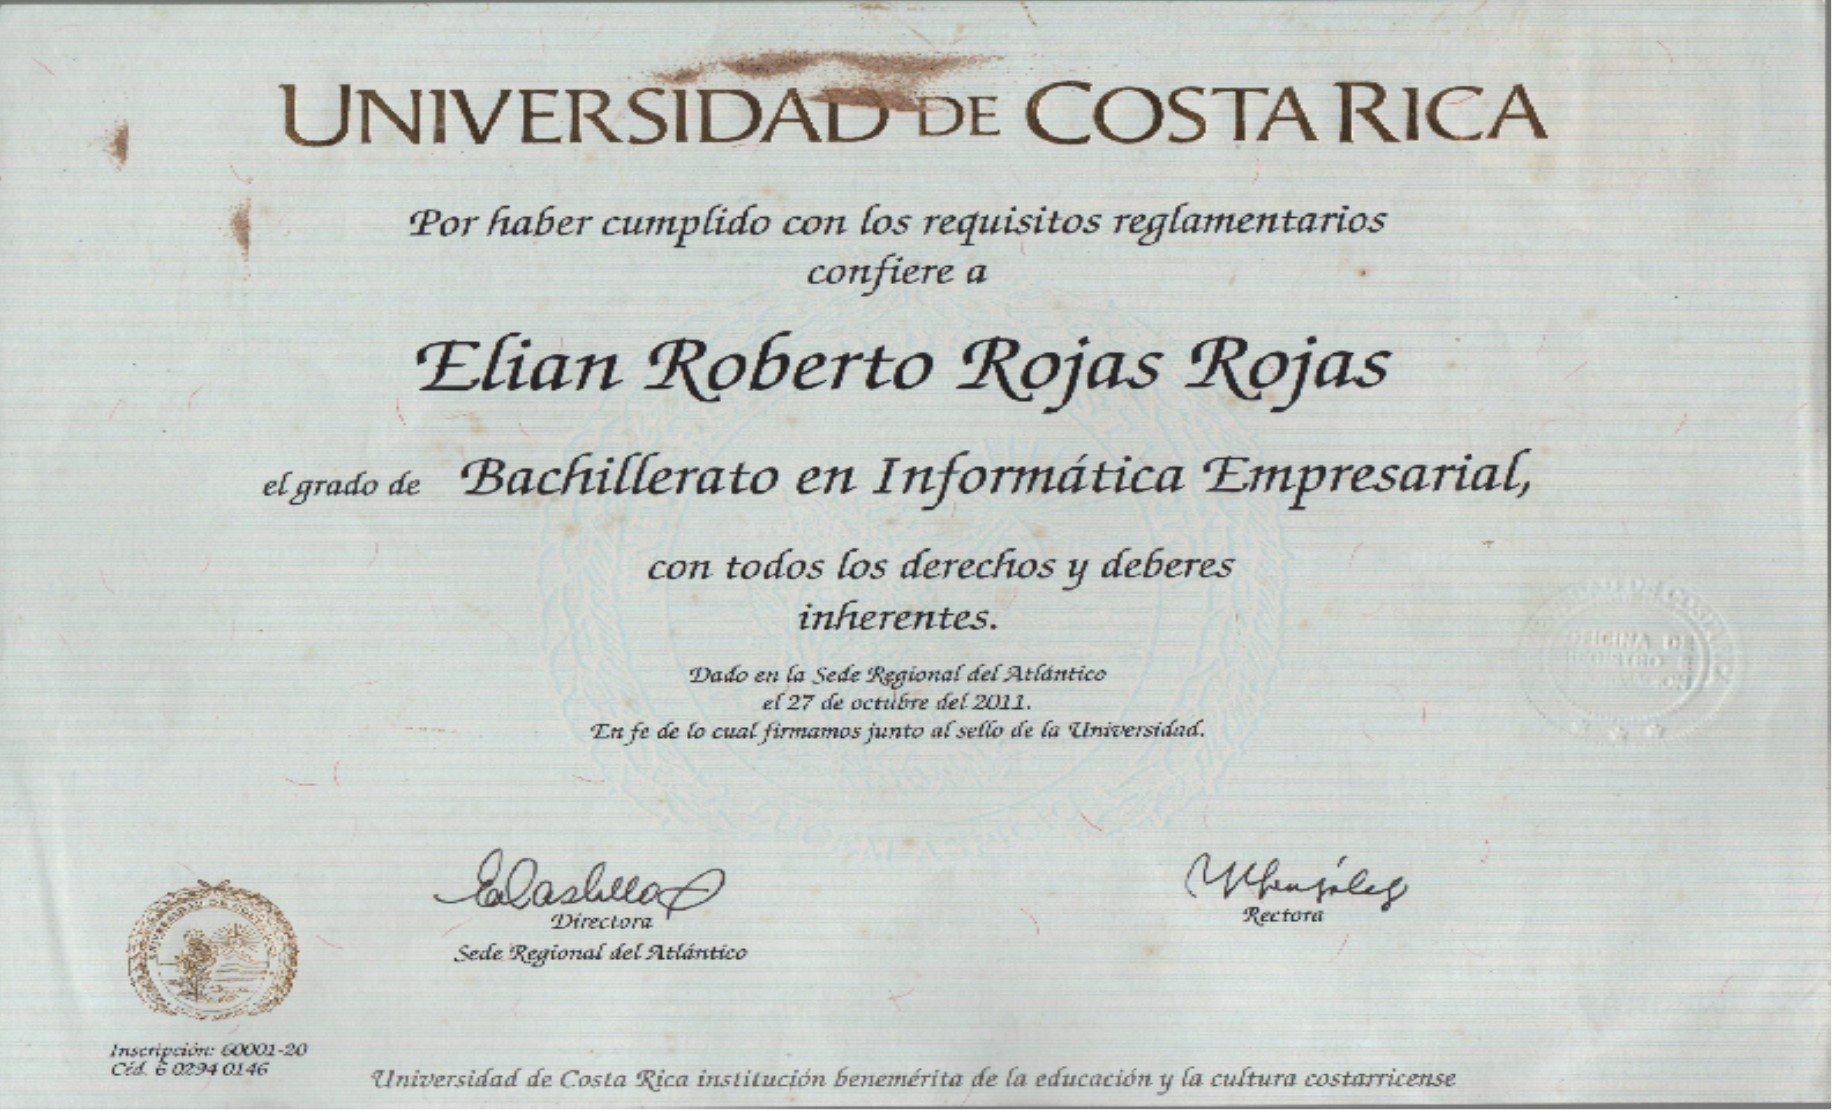 UNIVERSIDAD DE COSTA RICA
Por haber cumplido con los requisitos reglamentarios
confiere a
Elian Roberto Rojas Rojas
el grado de Bachillerato en Informática Empresarial,
con todos los derechos y deberes
inherentes.
Dado en la Sede Regional del Atlántico
el 27 de octubre del 2011.
En fe de lo cual firmamos junto al sello de la Universidad.
OFICINA DE
REGISTRO
Directora
Sede Regional del Atlántico
Rectora
Inscripción: 60001-20
Céd. 6 0294 0146
Universidad de Costa Rica institución benemérita de la educación y la cultura costarricense